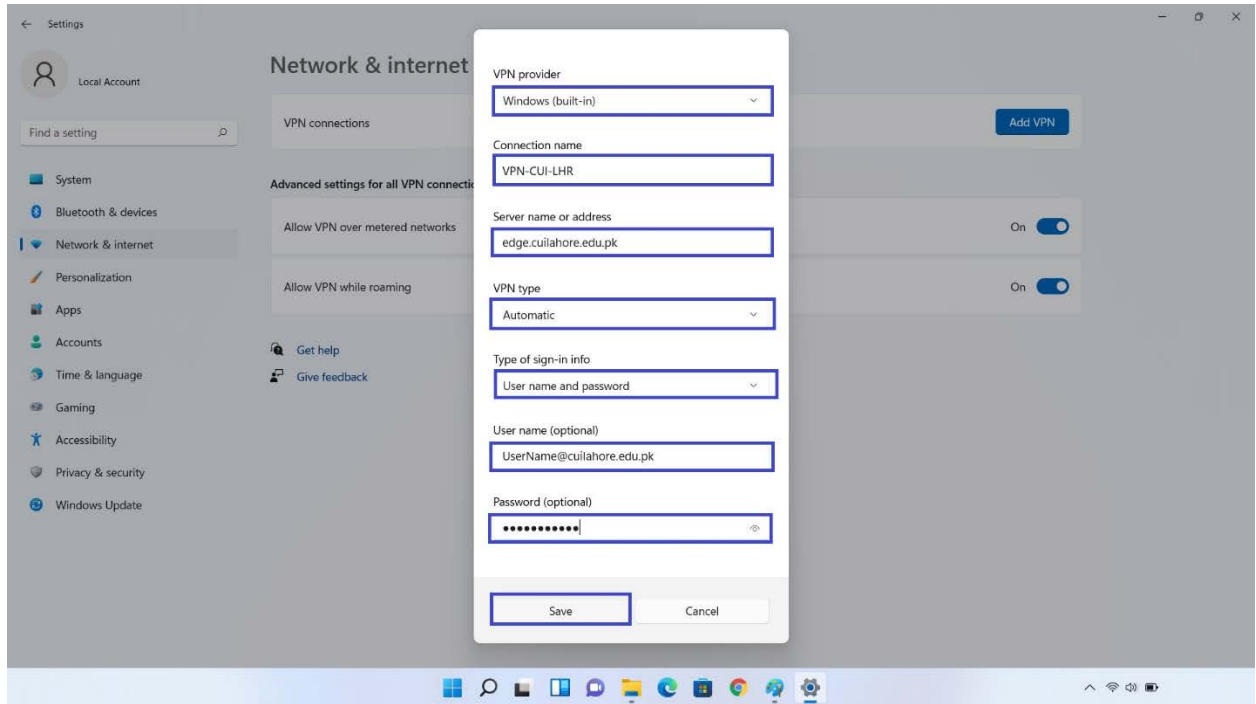 Settings
Local Account
Find a setting
System
Bluetooth & devices
Network & internet
Personalization
Apps
Accounts
Time & language
Gaming
Accessibility
Privacy & security
Windows Update
Network & internet
VPN connections
Add VPN
Advanced settings for all VPN connectio
Allow VPN over metered networks
On
Allow VPN while roaming
On
Get help
Give feedback
VPN provider
Windows (built-in)
Connection name
VPN-CUI-LHR
Server name or address
edge.cuilahore.edu.pk
VPN type
Automatic
Type of sign-in info
User name and password
User name (optional)
UserName@cuilahore.edu.pk
Password (optional)
•••••••••••
Save
Cancel